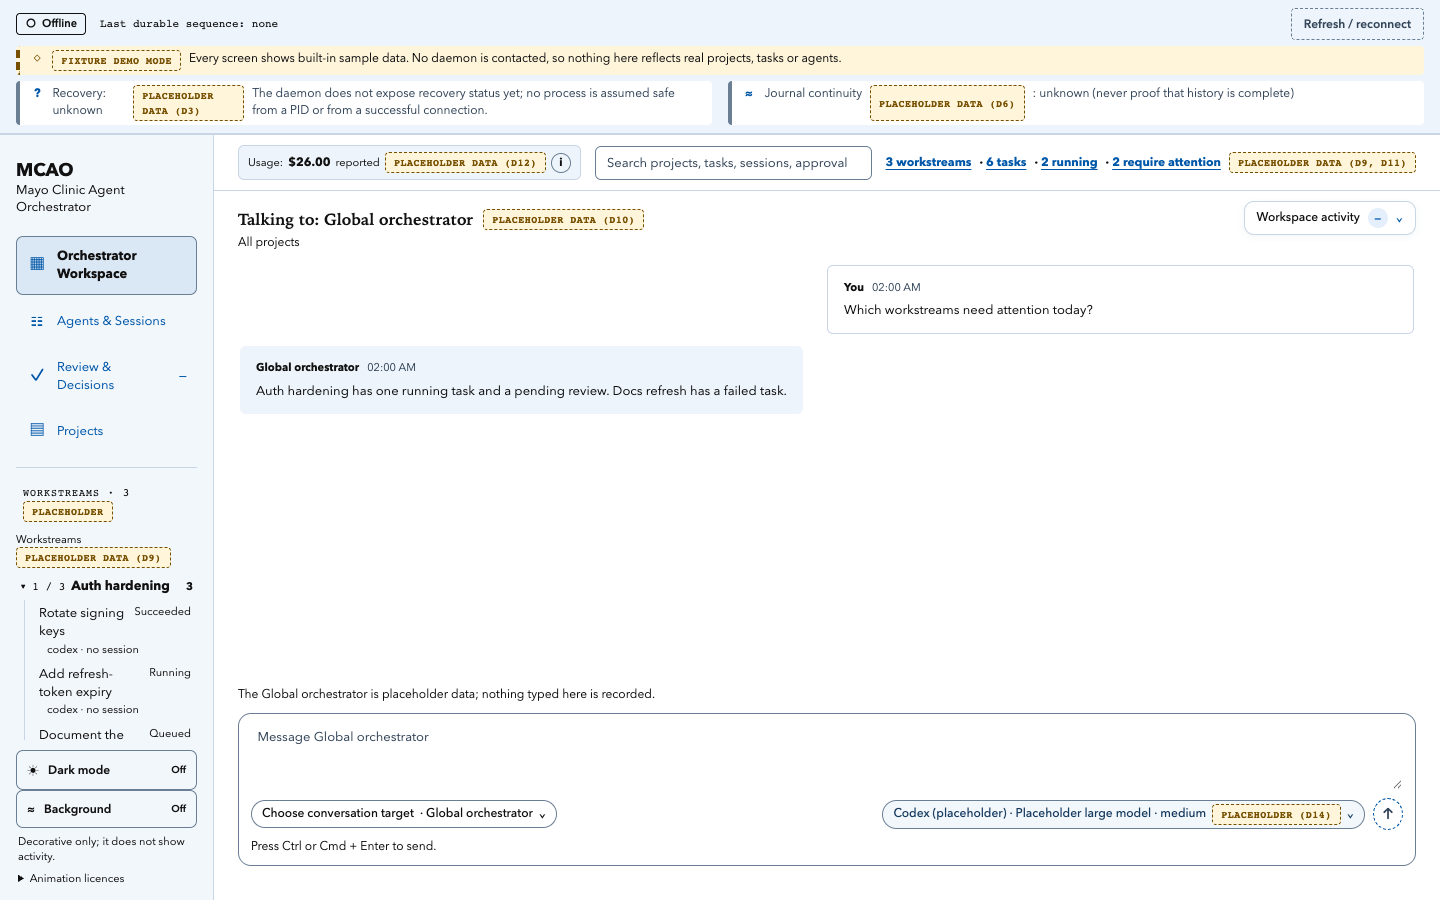 Offline
Last durable sequence: none
Refresh / reconnect
FIXTURE DEMO MODE
Every screen shows built-in sample data. No daemon is contacted, so nothing here reflects real projects, tasks or agents.
? Recovery:
unknown
PLACEHOLDER
DATA (D3)
The daemon does not expose recovery status yet; no process is assumed safe
from a PID or from a successful connection.
≈ Journal continuity
PLACEHOLDER DATA (D6)
: unknown (never proof that history is complete)
MCAO
Mayo Clinic Agent
Orchestrator
Orchestrator
Workspace
Agents & Sessions
Review &
Decisions
–
Projects
WORKSTREAMS · 3
PLACEHOLDER
Workstreams
PLACEHOLDER DATA (D9)
▾ 1 / 3 Auth hardening 3
Rotate signing
keys
Succeeded
codex · no session
Add refresh-
token expiry
Running
codex · no session
Document the
Queued
Dark mode Off
≈ Background Off
Decorative only; it does not show
activity.
▶ Animation licences
Usage: $26.00 reported PLACEHOLDER DATA (D12) i
Search projects, tasks, sessions, approval
3 workstreams · 6 tasks · 2 running · 2 require attention PLACEHOLDER DATA (D9, D11)
Talking to: Global orchestrator PLACEHOLDER DATA (D10)
All projects
Workspace activity –
You 02:00 AM
Which workstreams need attention today?
Global orchestrator 02:00 AM
Auth hardening has one running task and a pending review. Docs refresh has a failed task.
The Global orchestrator is placeholder data; nothing typed here is recorded.
Message Global orchestrator
Choose conversation target · Global orchestrator
Codex (placeholder) · Placeholder large model · medium PLACEHOLDER (D14)
Press Ctrl or Cmd + Enter to send.